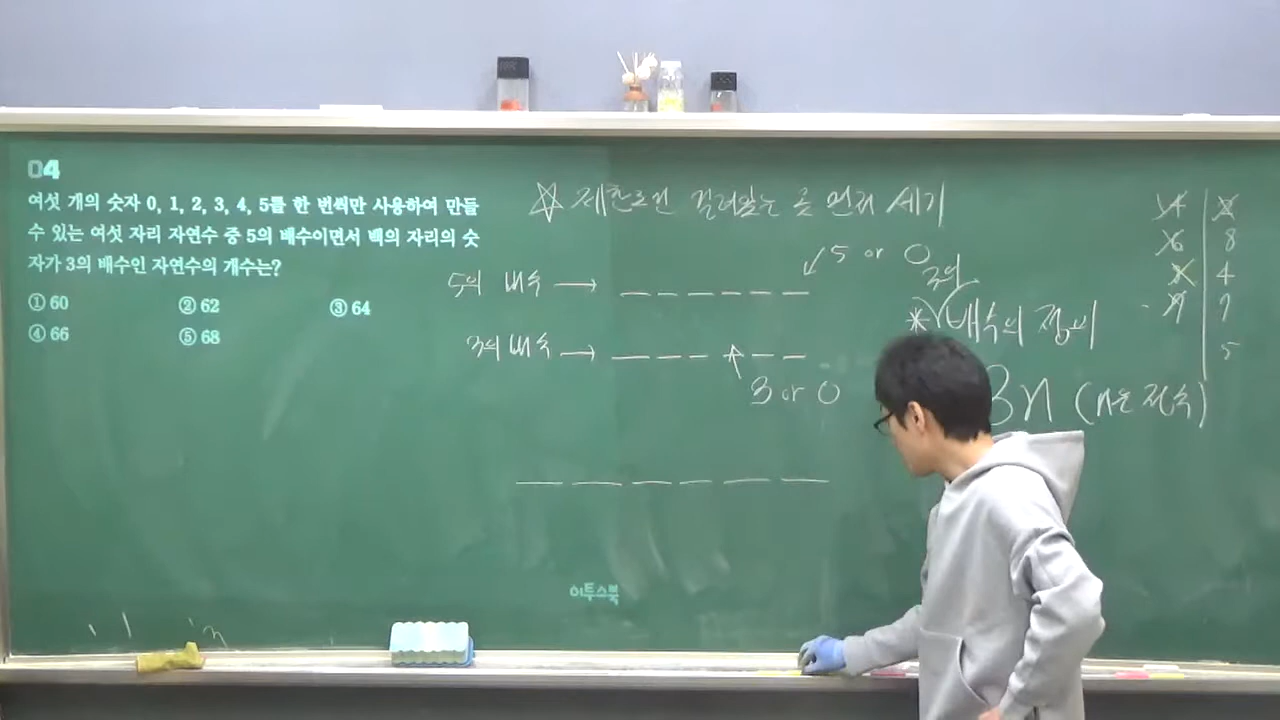 04
여섯 개의 숫자 0, 1, 2, 3, 4, 5를 한 번씩만 사용하여 만들
수 있는 여섯 자리 자연수 중 5의 배수이면서 백의 자리의 숫
자가 3의 배수인 자연수의 개수는?
① 60 ② 62 ③ 64
④ 66 ⑤ 68
☆ 제한조건 걸려있는 곳 먼저 세기
5의 배수 → _ _ _ _ _ _ 5 or 0
3의 배수 → _ _ _ _ _
3 or 0
3의
* 배수의 정의
3n (n은 정수)
8
4
7
5
이투스북